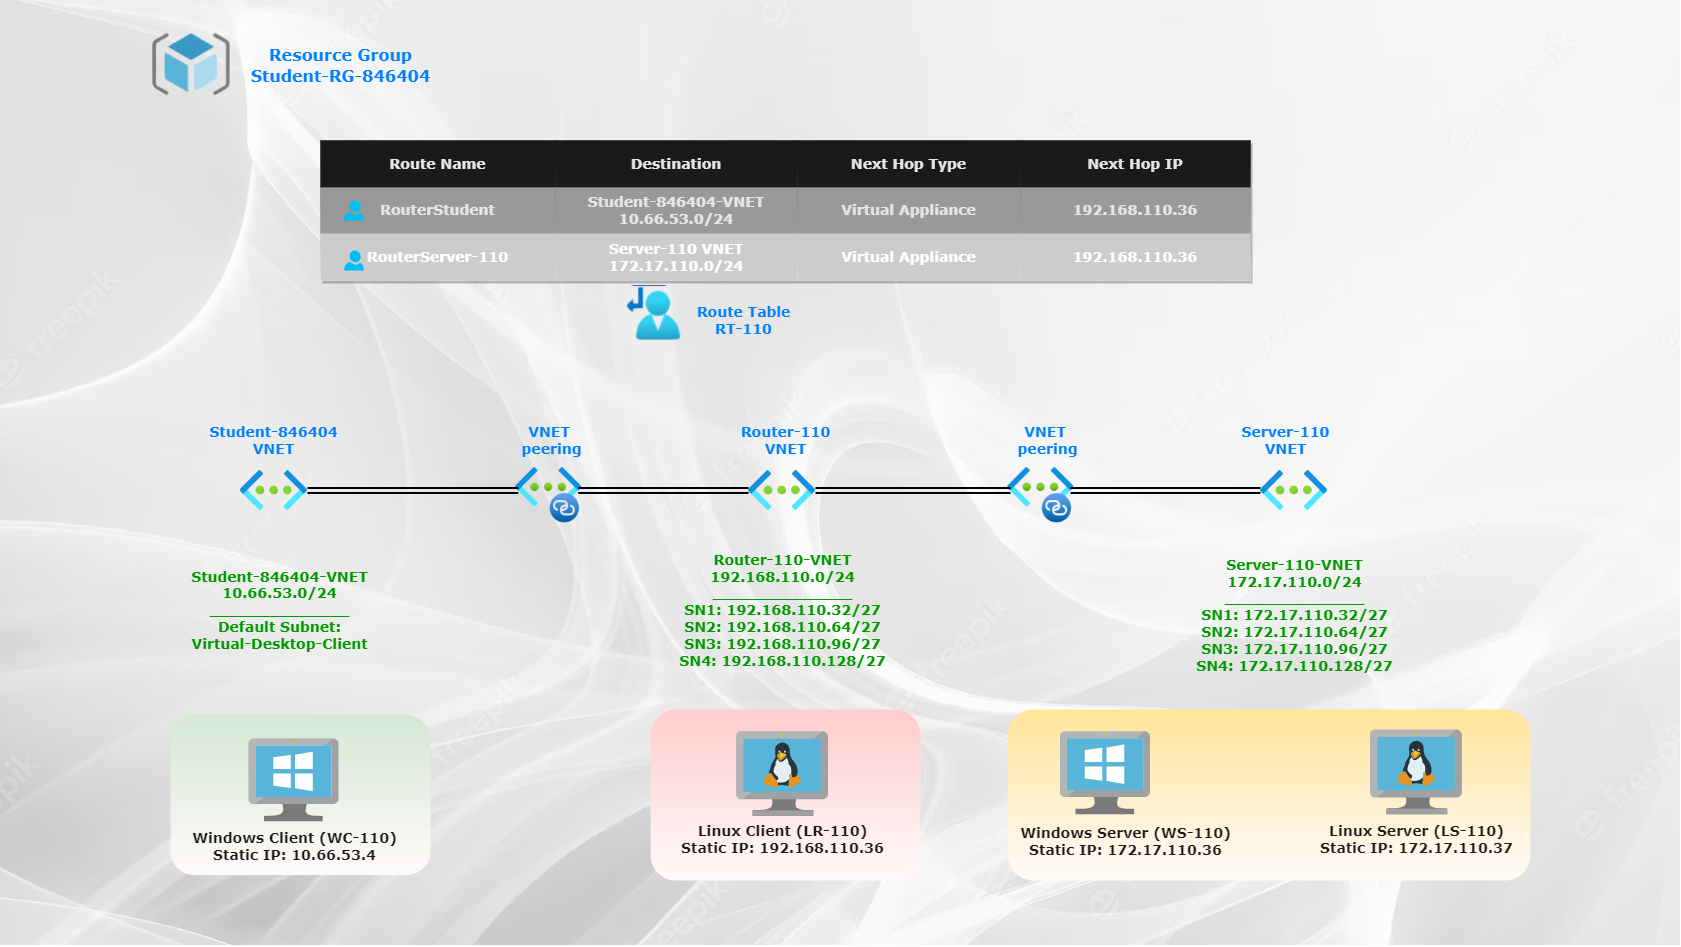 Resource Group
Student-RG-846404
Route Name Destination Next Hop Type Next Hop IP
RouterStudent Student-846404-VNET Virtual Appliance 192.168.110.36
10.66.53.0/24
RouterServer-110 Server-110 VNET Virtual Appliance 192.168.110.36
172.17.110.0/24
Route Table
RT-110
Student-846404
VNET
VNET
peering
Router-110
VNET
VNET
peering
Server-110
VNET
Student-846404-VNET
10.66.53.0/24
Default Subnet:
Virtual-Desktop-Client
Router-110-VNET
192.168.110.0/24
SN1: 192.168.110.32/27
SN2: 192.168.110.64/27
SN3: 192.168.110.96/27
SN4: 192.168.110.128/27
Server-110-VNET
172.17.110.0/24
SN1: 172.17.110.32/27
SN2: 172.17.110.64/27
SN3: 172.17.110.96/27
SN4: 172.17.110.128/27
Windows Client (WC-110)
Static IP: 10.66.53.4
Linux Client (LR-110)
Static IP: 192.168.110.36
Windows Server (WS-110)
Static IP: 172.17.110.36
Linux Server (LS-110)
Static IP: 172.17.110.37
freepik